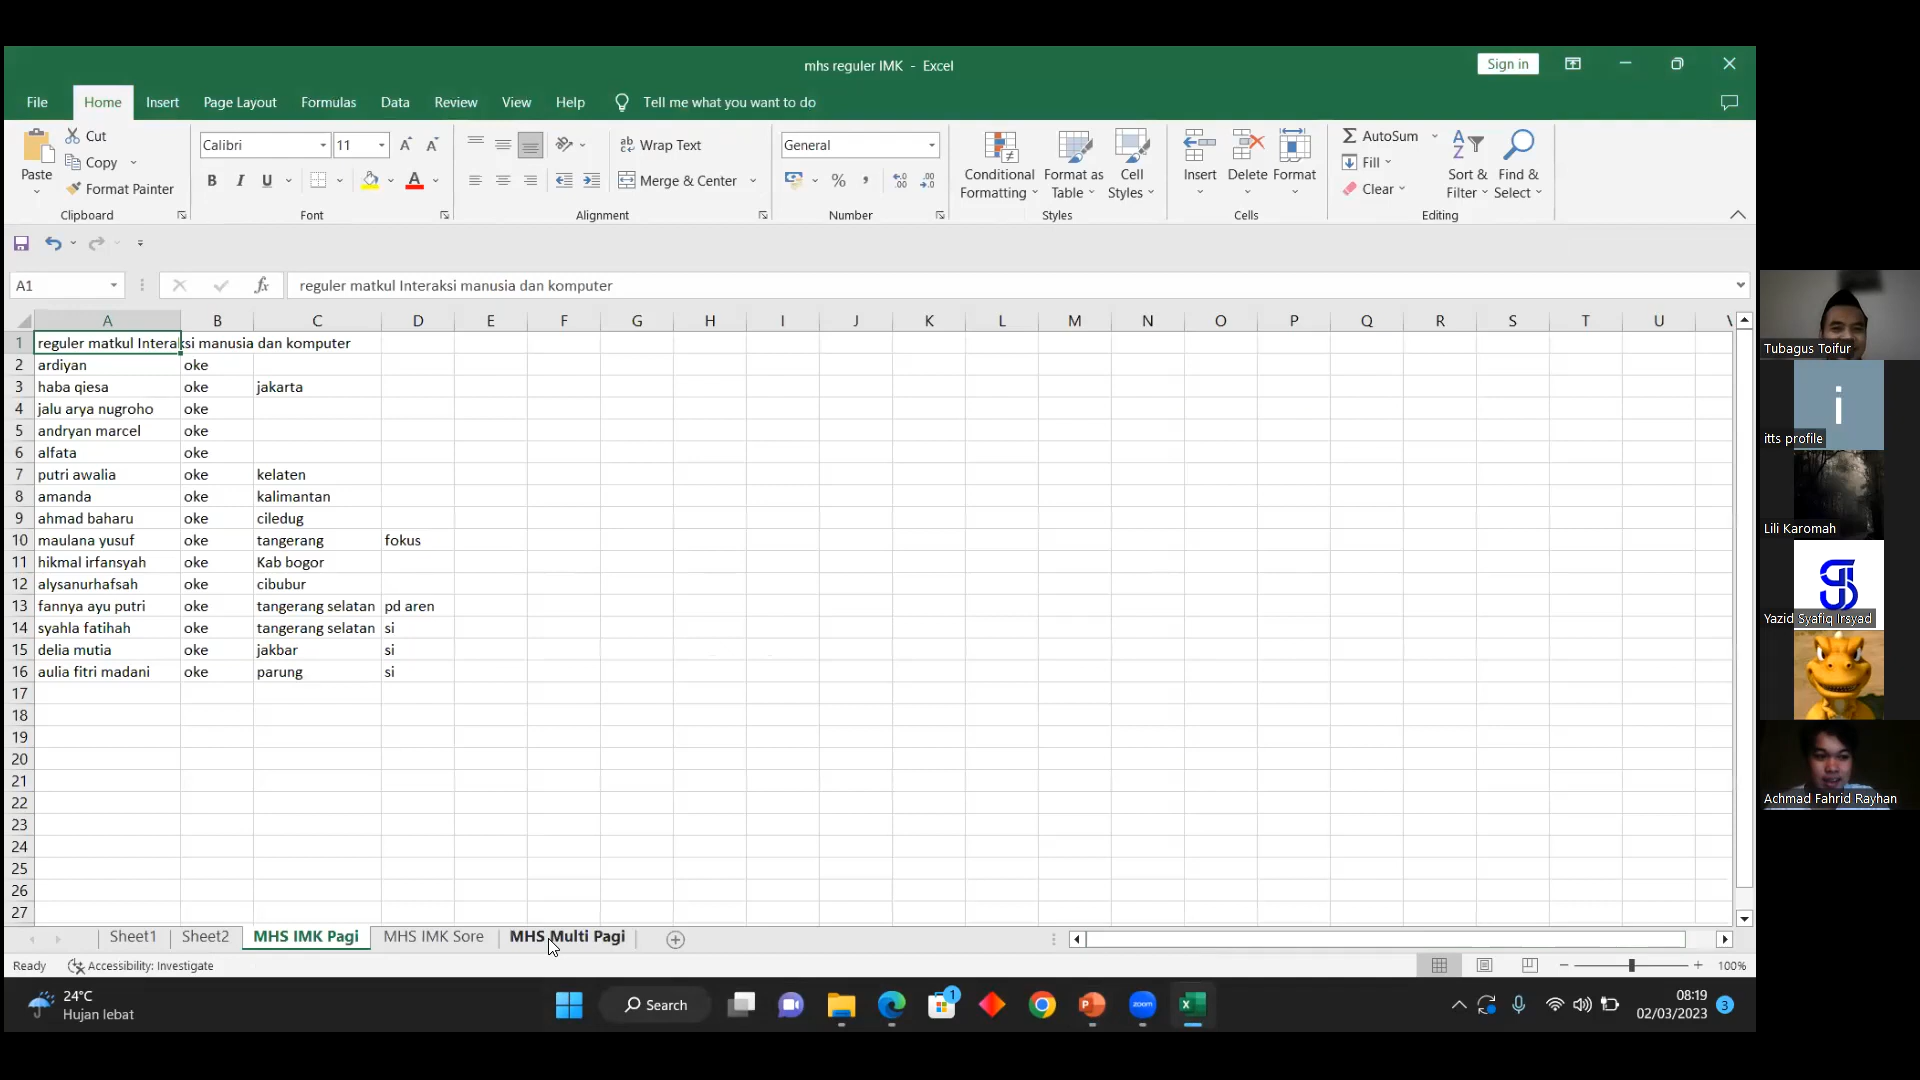 mhs reguler IMK - Excel
Sign in
File Home Insert Page Layout Formulas Data Review View Help Tell me what you want to do
Paste
Cut
Copy
Format Painter
Clipboard
Calibri 11
B I U
Font
Wrap Text
Merge & Center
Alignment
General
Number
Conditional Formatting
Format as Table
Cell Styles
Styles
Insert Delete Format
Cells
AutoSum
Fill
Clear
Sort & Filter
Find & Select
Editing
A1 fx reguler matkul Interaksi manusia dan komputer
A B C D E F G H I J K L M N O P Q R S T U
1 reguler matkul Interaksi manusia dan komputer
2 ardiyan oke
3 haba qiesa oke jakarta
4 jalu arya nugroho oke
5 andryan marcel oke
6 alfata oke
7 putri awalia oke kelaten
8 amanda oke kalimantan
9 ahmad baharu oke ciledug
10 maulana yusuf oke tangerang fokus
11 hikmal irfansyah oke Kab bogor
12 alysanurhafsah oke cibubur
13 fannya ayu putri oke tangerang selatan pd aren
14 syahla fatihah oke tangerang selatan si
15 delia mutia oke jakbar si
16 aulia fitri madani oke parung si
17
18
19
20
21
22
23
24
25
26
27
Sheet1 Sheet2 MHS IMK Pagi MHS IMK Sore MHS Multi Pagi
Ready Accessibility: Investigate 100%
24°C
Hujan lebat
Search
1
zoom
08:19
02/03/2023
3
Tubagus Toifur
i
itts profile
Lili Karomah
Yazid Syafiq Irsyad
Achmad Fahrid Rayhan